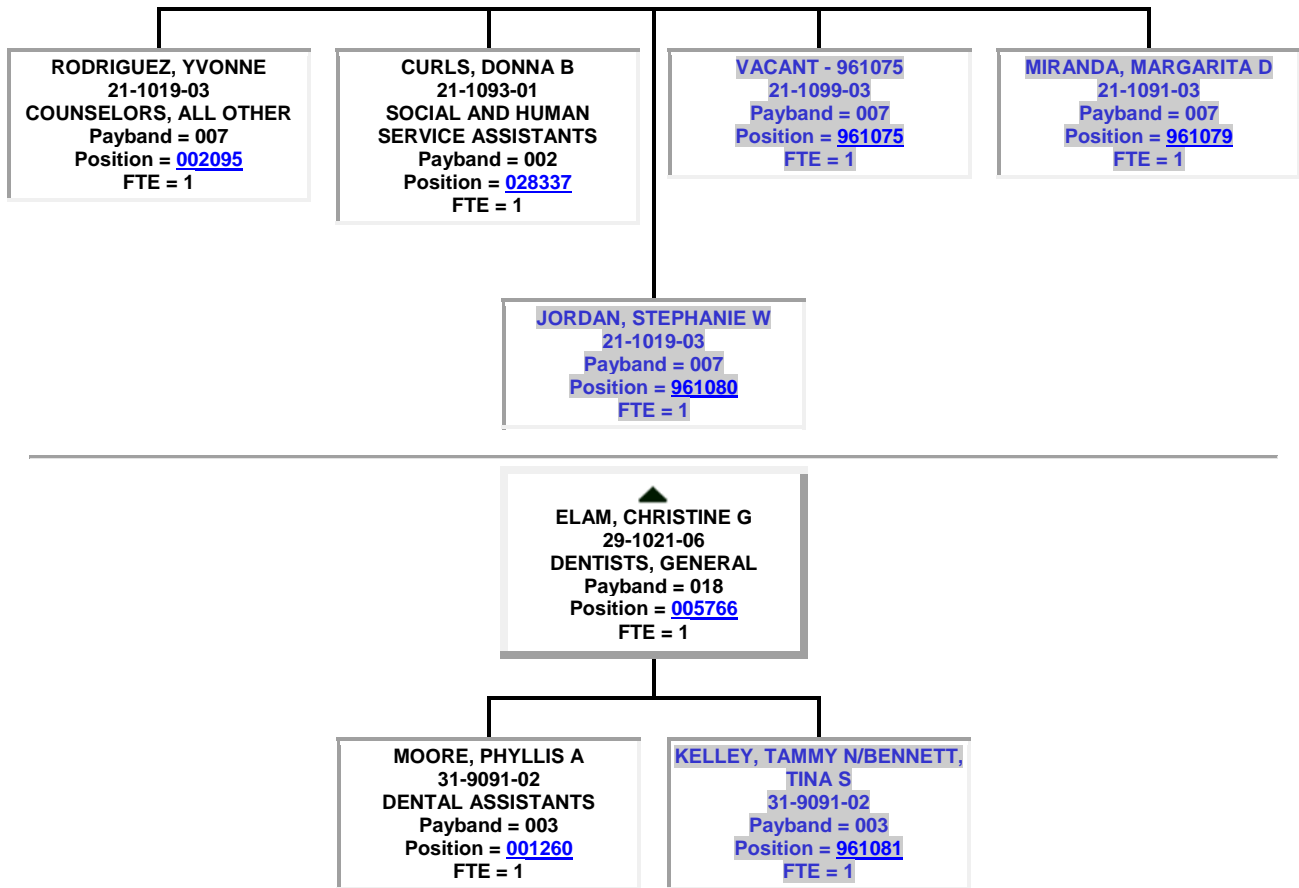 RODRIGUEZ, YVONNE
21-1019-03
COUNSELORS, ALL OTHER
Payband = 007
Position = 002095
FTE = 1
CURLS, DONNA B
21-1093-01
SOCIAL AND HUMAN
SERVICE ASSISTANTS
Payband = 002
Position = 028337
FTE = 1
VACANT - 961075
21-1099-03
Payband = 007
Position = 961075
FTE = 1
MIRANDA, MARGARITA D
21-1091-03
Payband = 007
Position = 961079
FTE = 1
JORDAN, STEPHANIE W
21-1019-03
Payband = 007
Position = 961080
FTE = 1
ELAM, CHRISTINE G
29-1021-06
DENTISTS, GENERAL
Payband = 018
Position = 005766
FTE = 1
MOORE, PHYLLIS A
31-9091-02
DENTAL ASSISTANTS
Payband = 003
Position = 001260
FTE = 1
KELLEY, TAMMY N/BENNETT,
TINA S
31-9091-02
Payband = 003
Position = 961081
FTE = 1